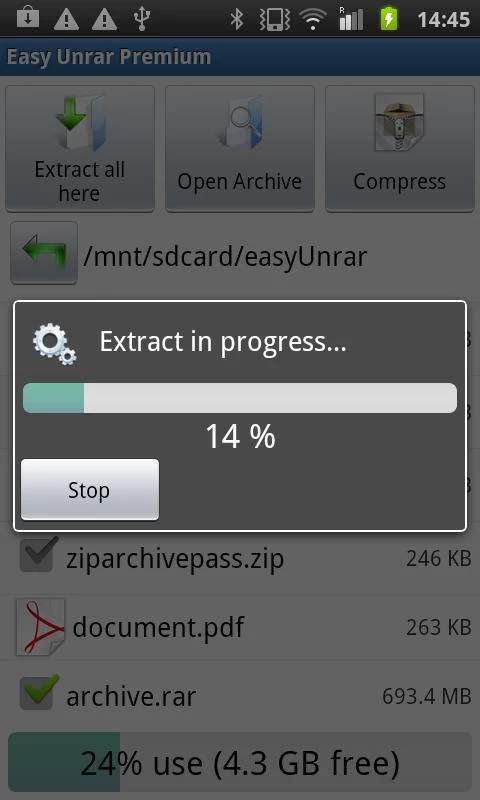 R
14:45
Easy Unrar Premium
Extract all
here
Open Archive
Compress
/mnt/sdcard/easyUnrar
Extract in progress...
14 %
Stop
ziparchivepass.zip
246 KB
document.pdf
263 KB
archive.rar
693.4 MB
24% use (4.3 GB free)